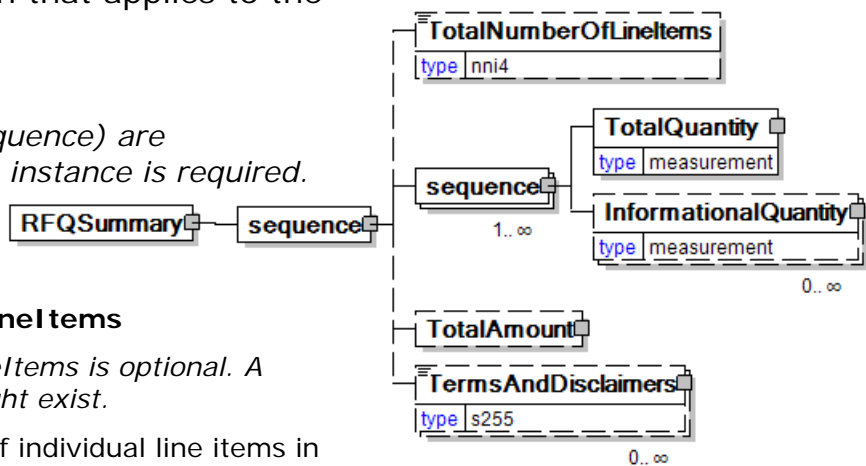 n that applies to the
TotalNumberOfLineItems
type nni4
quence) are
instance is required.
TotalQuantity
type measurement
sequence
1.. ∞
InformationalQuantity
type measurement
0.. ∞
RFQSummary
sequence
neItems
eItems is optional. A
ht exist.
TotalAmount
TermsAndDisclaimers
type s255
0.. ∞
f individual line items in